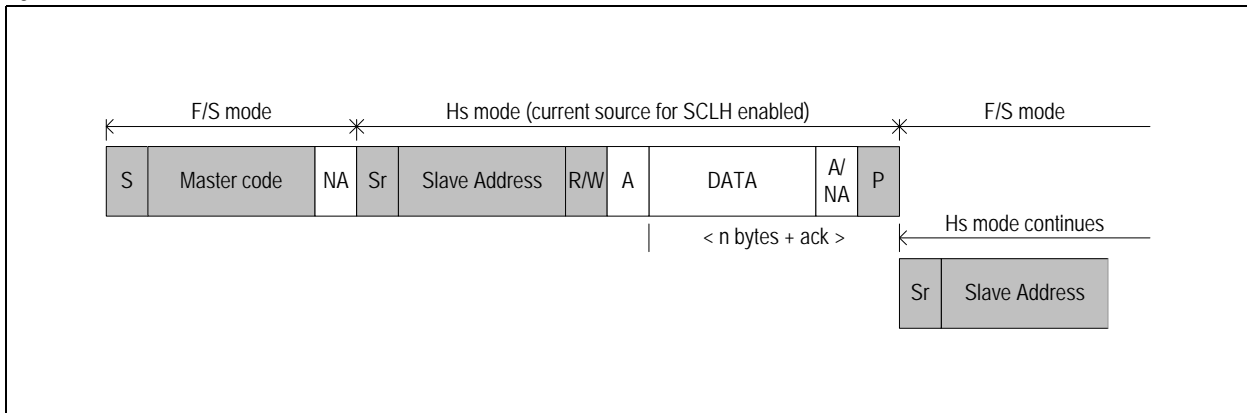 F/S mode Hs mode (current source for SCLH enabled) F/S mode
S Master code NA Sr Slave Address R/W A DATA A/ NA P
< n bytes + ack > Hs mode continues
Sr Slave Address